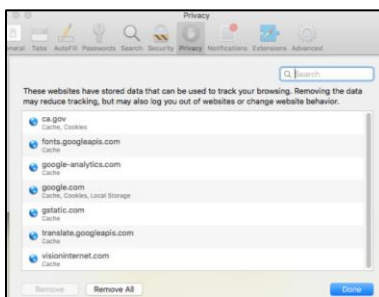 Privacy
General Tabs AutoFill Passwords Search Security Privacy Notifications Extensions Advanced
Search
These websites have stored data that can be used to track your browsing. Removing the data
may reduce tracking, but may also log you out of websites or change website behavior.
ca.gov
Cache, Cookies
fonts.googleapis.com
Cache
google-analytics.com
Cache
google.com
Cache, Cookies, Local Storage
gstatic.com
Cache
translate.googleapis.com
Cache
visioninternet.com
Cache
Remove Remove All Done